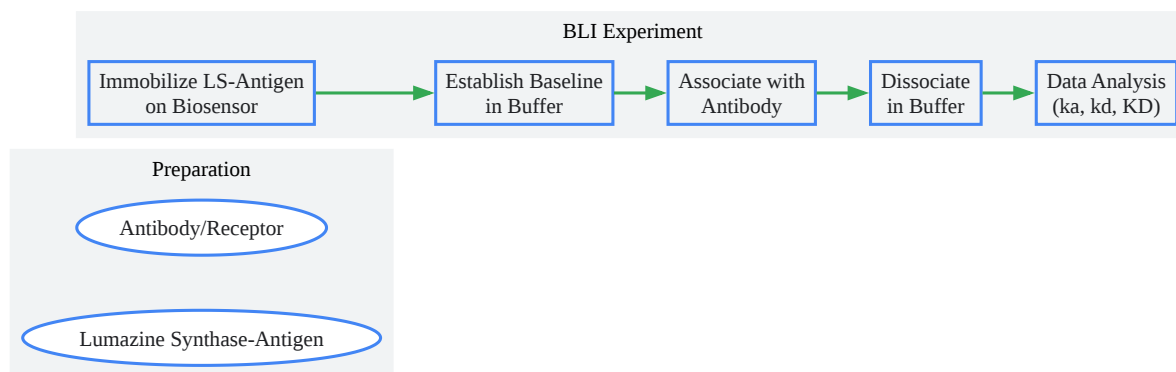 BLI Experiment
Immobilize LS-Antigen
on Biosensor
Establish Baseline
in Buffer
Associate with
Antibody
Dissociate
in Buffer
Data Analysis
(ka, kd, KD)
Preparation
Antibody/Receptor
Lumazine Synthase-Antigen